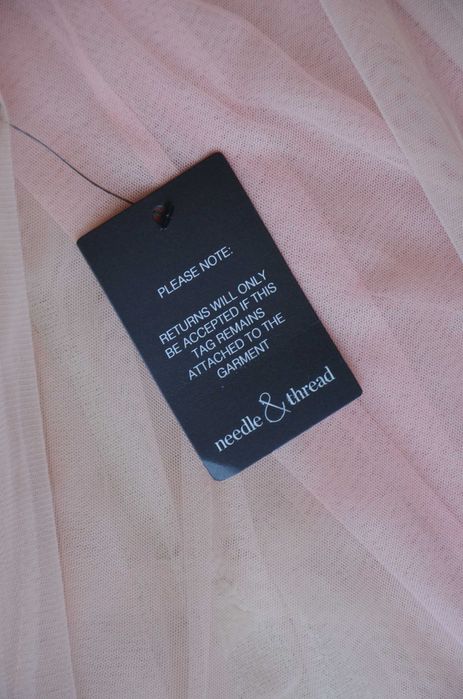 PLEASE NOTE:
RETURNS WILL ONLY
BE ACCEPTED IF THIS
TAG REMAINS
ATTACHED TO THE
GARMENT
needle & thread